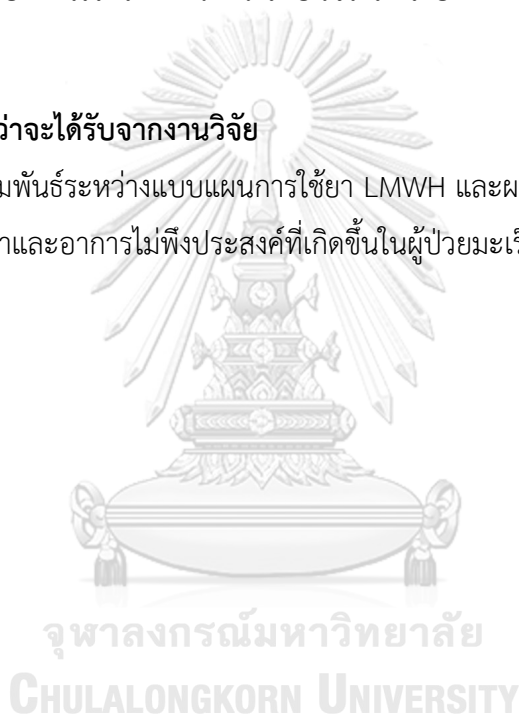 ว่าจะได้รับจากงานวิจัย
มพันธ์ระหว่างแบบแผนการใช้ยา LMWH และผ
าและอาการไม่พึงประสงค์ที่เกิดขึ้นในผู้ป่วยมะเร็
จุฬาลงกรณ์มหาวิทยาลัย
CHULALONGKORN UNIVERSITY